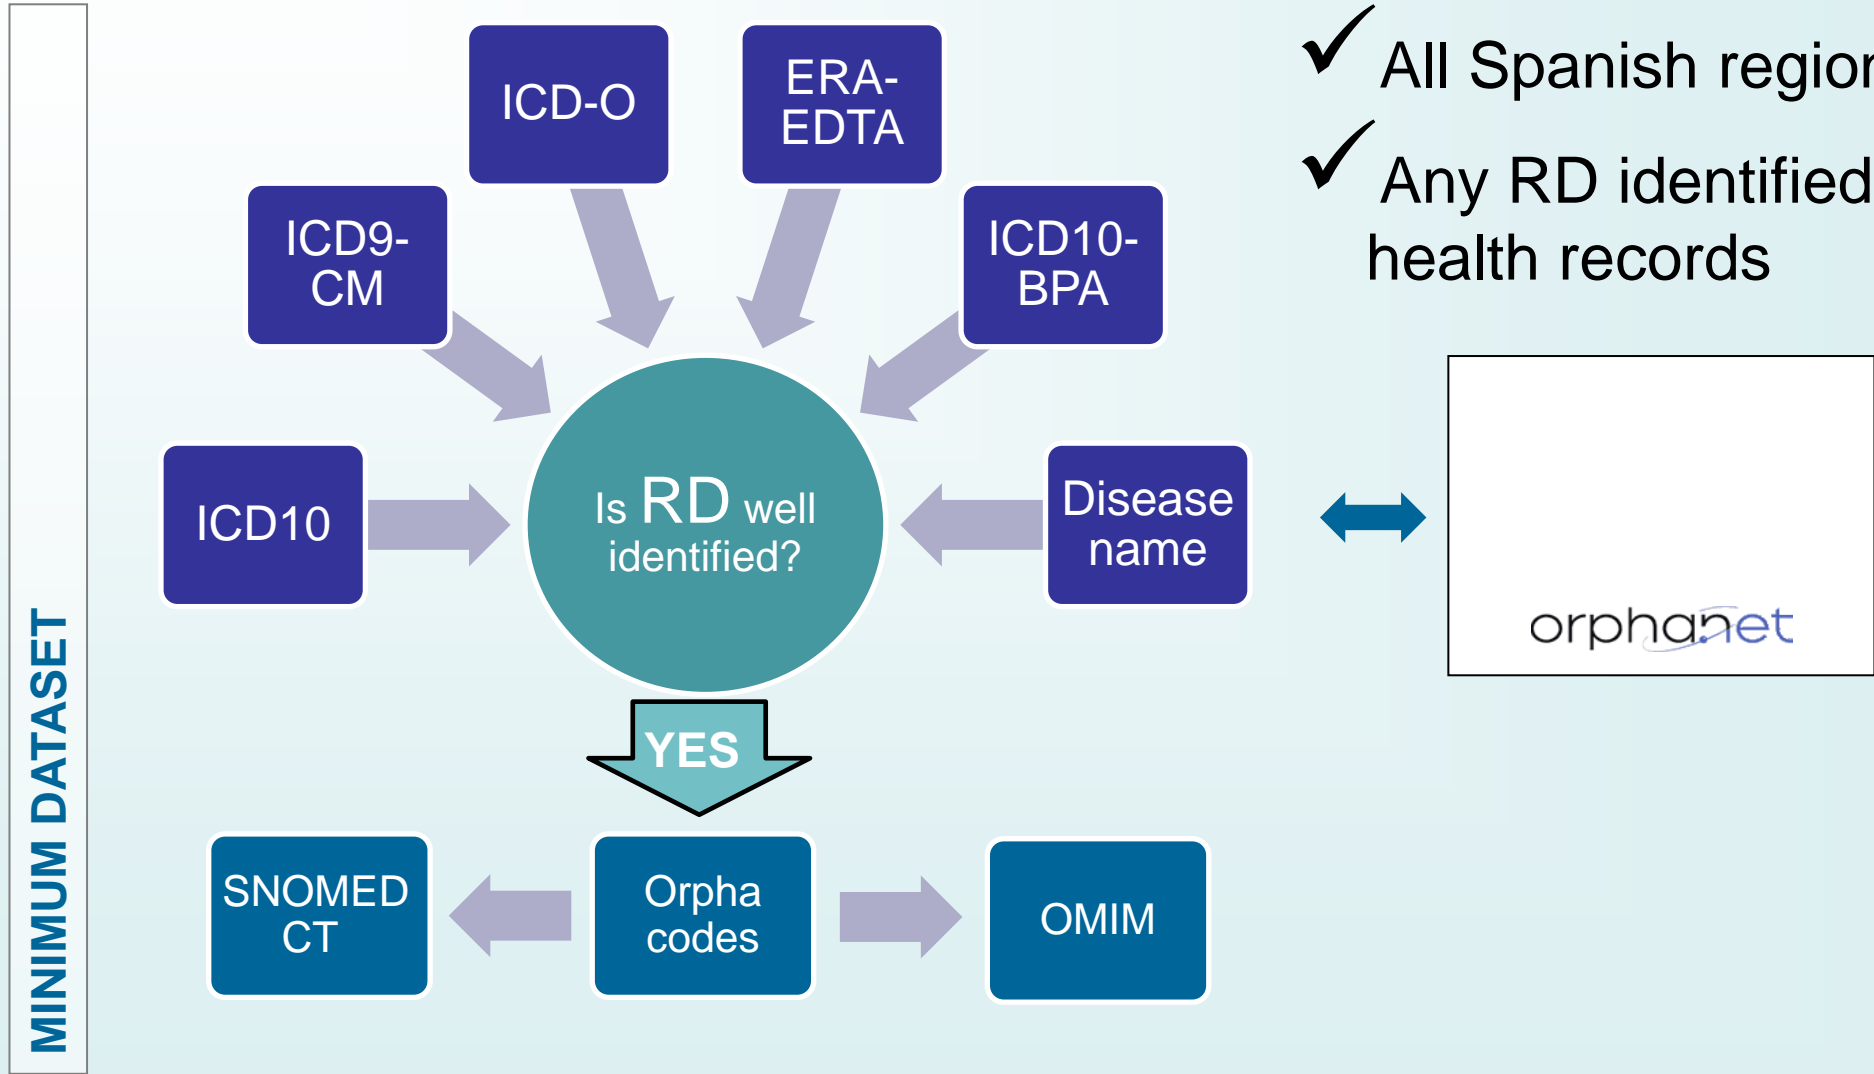 MINIMUM DATASET
ICD-O
ERA-
EDTA
ICD9-
CM
ICD10-
BPA
ICD10
Is RD well
identified?
Disease
name
YES
SNOMED
CT
Orpha
codes
OMIM
✓ All Spanish region
✓ Any RD identified
health records
orphanet